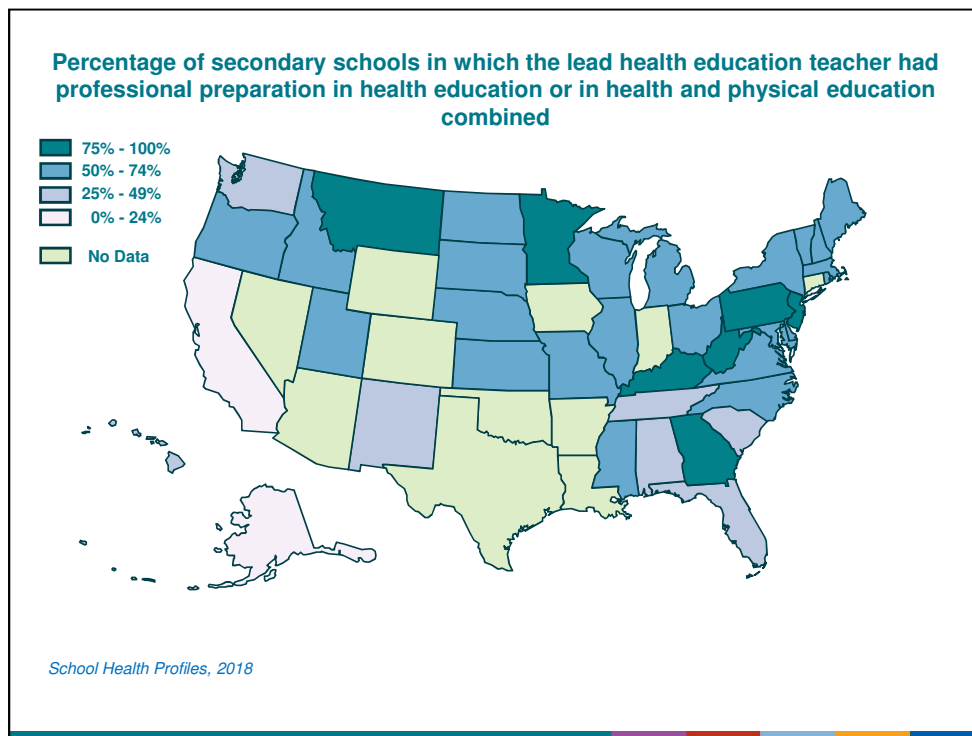 Percentage of secondary schools in which the lead health education teacher had
professional preparation in health education or in health and physical education
combined
75% - 100%
50% - 74%
25% - 49%
0% - 24%
No Data
School Health Profiles, 2018